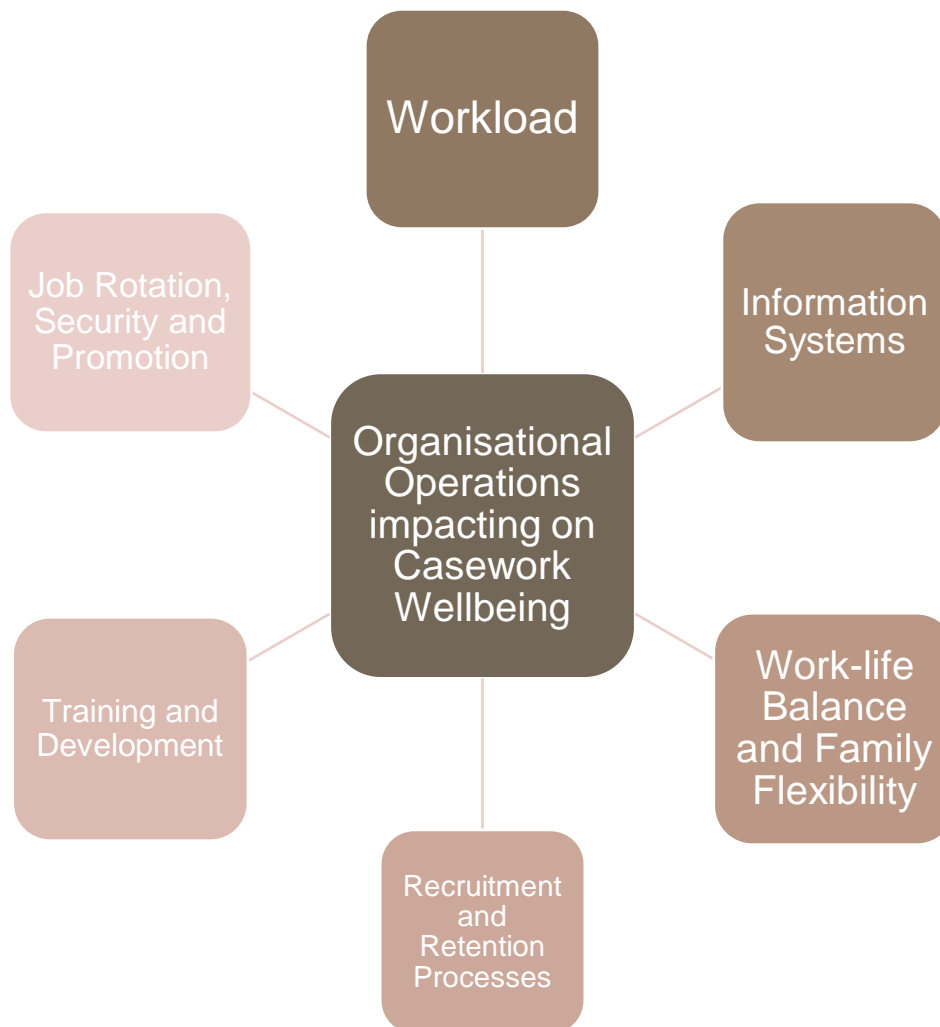 Workload
Job Rotation,
Security and
Promotion
Information
Systems
Organisational
Operations
impacting on
Casework
Wellbeing
Training and
Development
Work-life
Balance
and Family
Flexibility
Recruitment
and
Retention
Processes